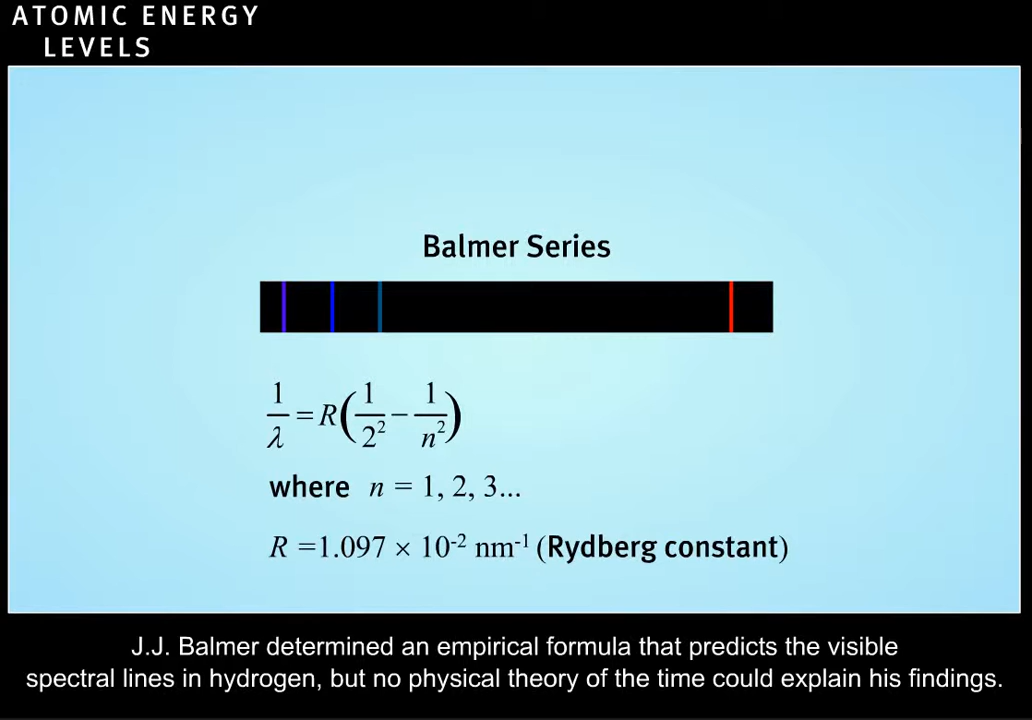 ATOMIC ENERGY
LEVELS
Balmer Series
1/λ = R(1/2² − 1/n²)
where n = 1, 2, 3...
R =1.097 × 10⁻² nm⁻¹ (Rydberg constant)
J.J. Balmer determined an empirical formula that predicts the visible
spectral lines in hydrogen, but no physical theory of the time could explain his findings.